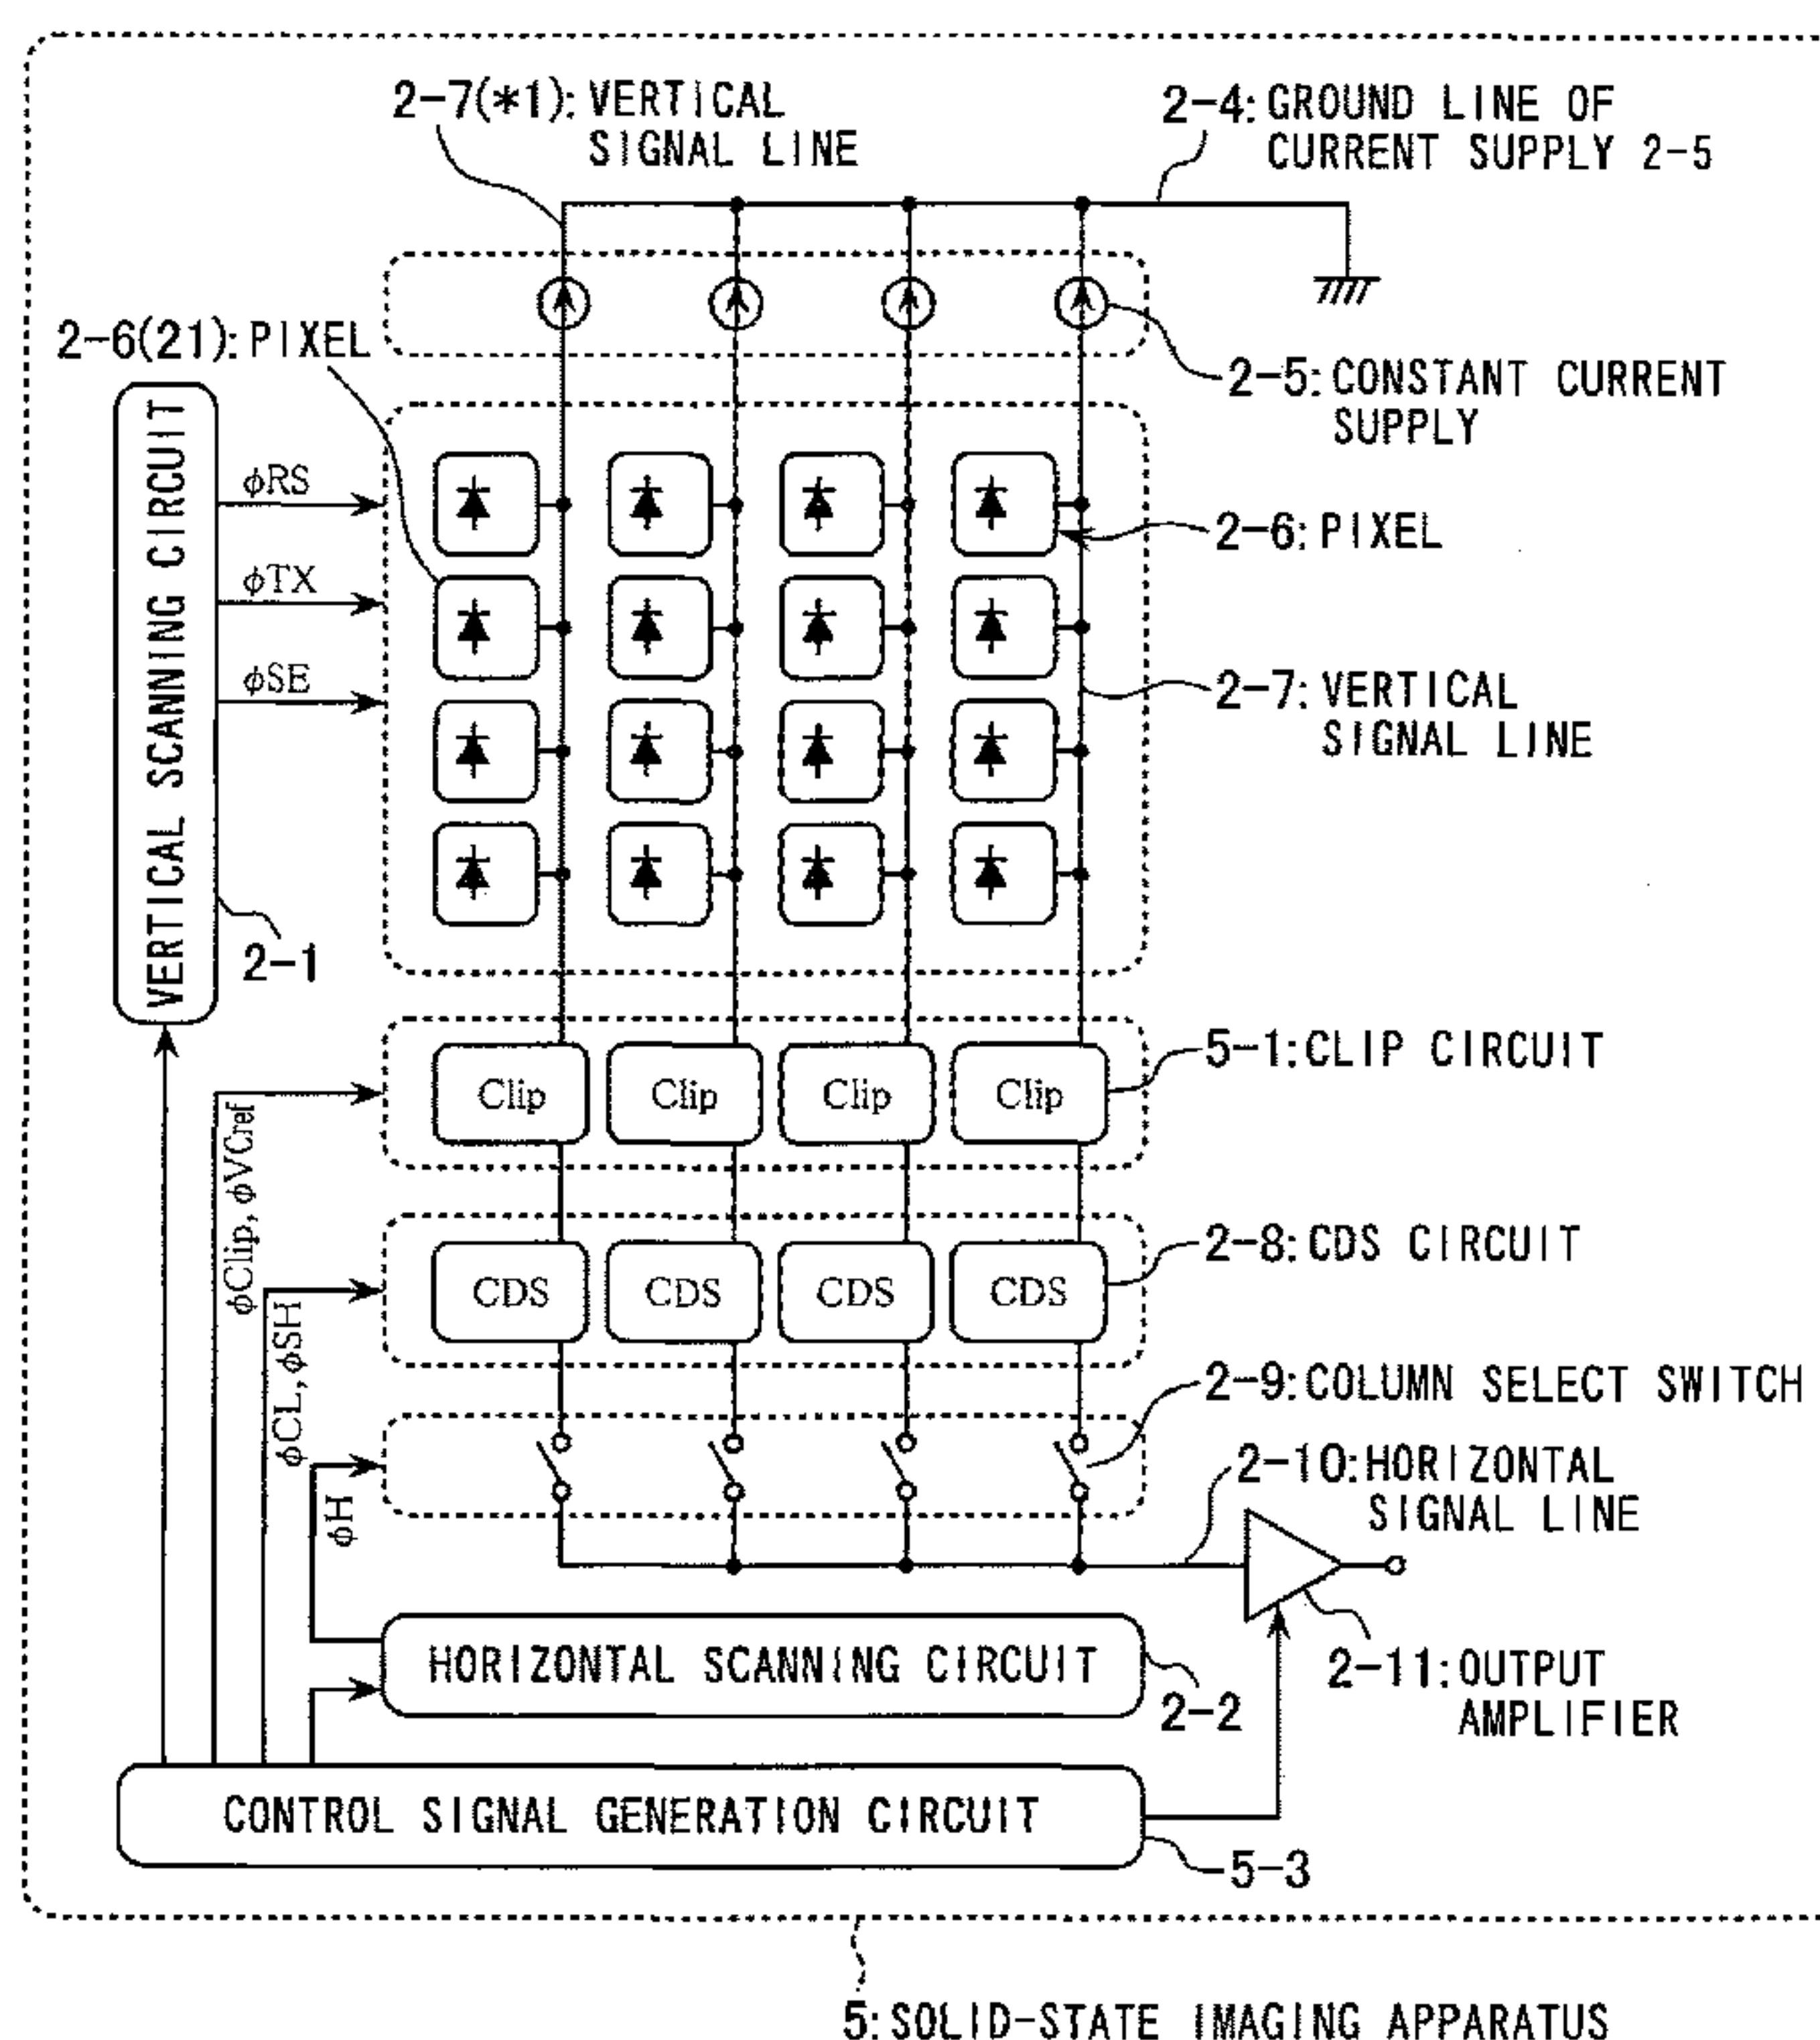 2-7(*1): VERTICAL
SIGNAL LINE
2-4: GROUND LINE OF
CURRENT SUPPLY 2-5
2-6(21): PIXEL
2-5: CONSTANT CURRENT
SUPPLY
VERTICAL SCANNING CIRCUIT
φRS
φTX
φSE
2-6: PIXEL
2-7: VERTICAL
SIGNAL LINE
2-1
5-1: CLIP CIRCUIT
Clip Clip Clip Clip
φClip, φVCref
2-8: CDS CIRCUIT
CDS CDS CDS CDS
φCL, φSH
2-9: COLUMN SELECT SWITCH
2-10: HORIZONTAL
SIGNAL LINE
φH
HORIZONTAL SCANNING CIRCUIT
2-2
2-11: OUTPUT
AMPLIFIER
CONTROL SIGNAL GENERATION CIRCUIT
5-3
5: SOLID-STATE IMAGING APPARATUS